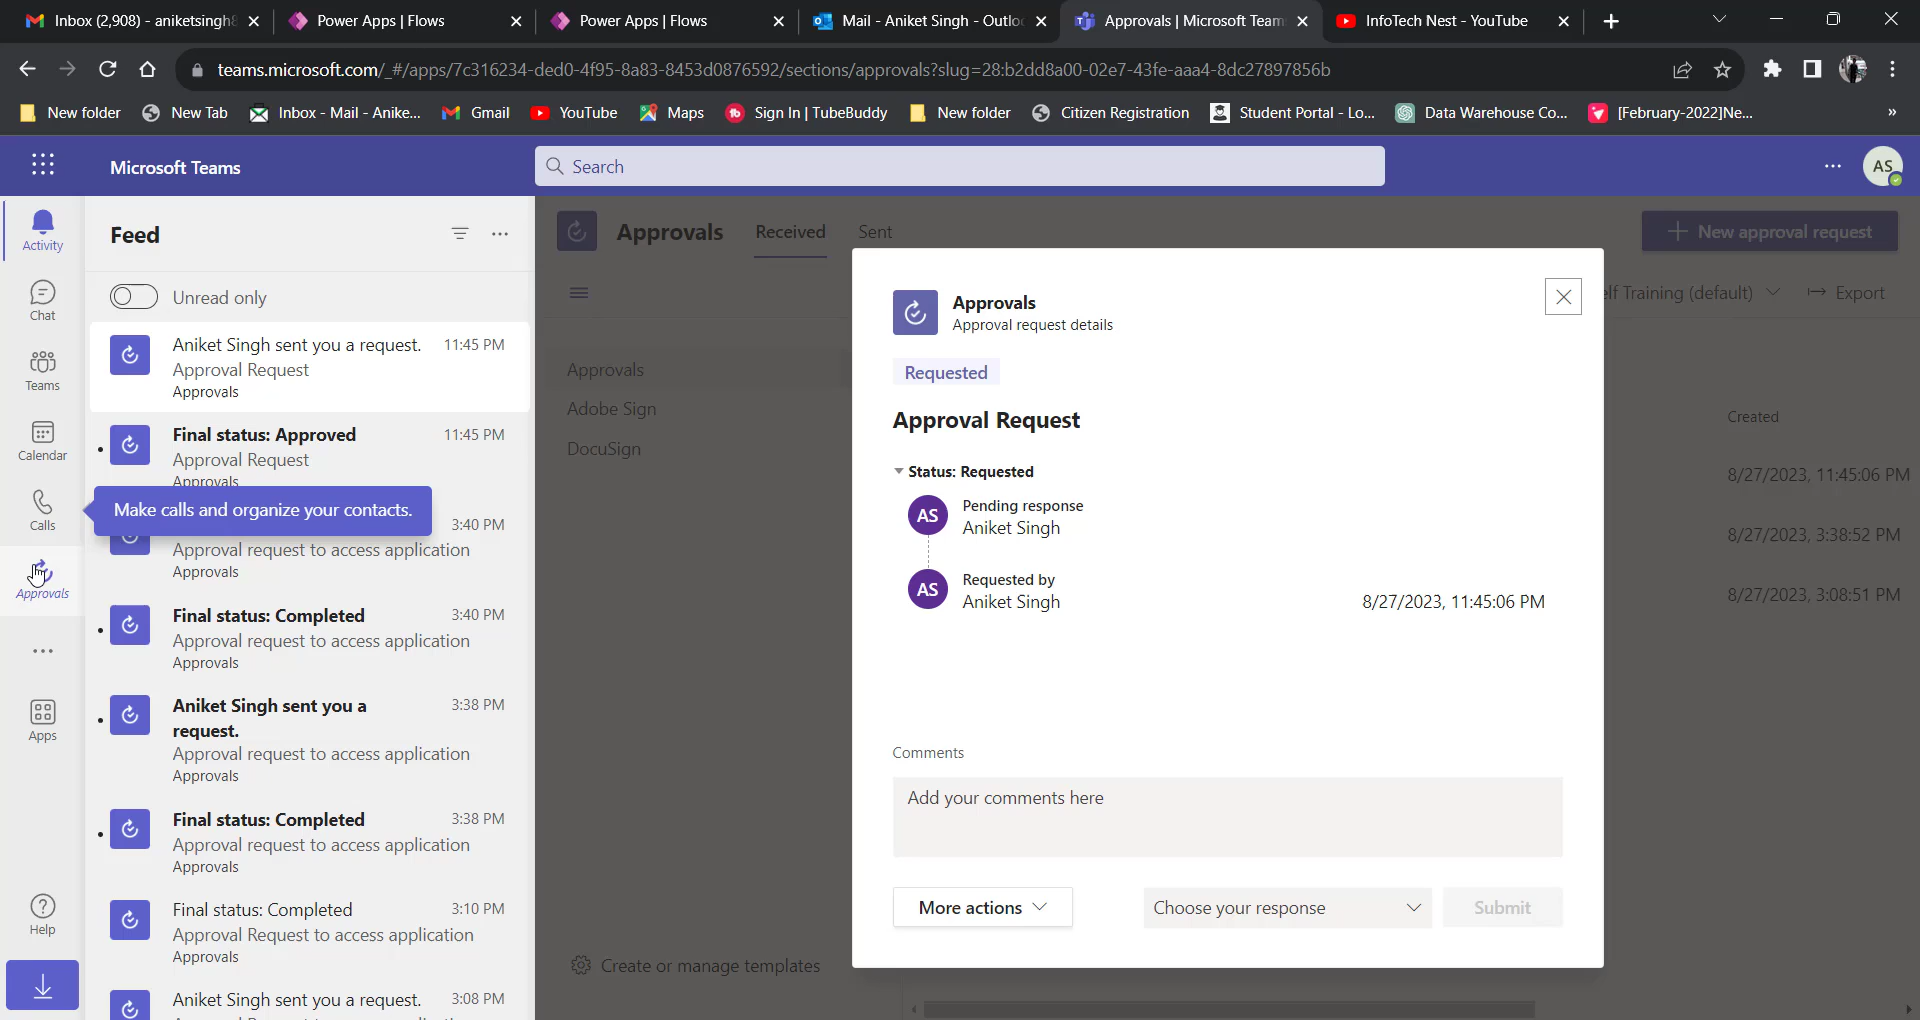 Inbox (2,908) - aniketsingh8
Power Apps | Flows
Power Apps | Flows
Mail - Aniket Singh - Outlo
Approvals | Microsoft Team
InfoTech Nest - YouTube
teams.microsoft.com/_#/apps/7c316234-ded0-4f95-8a83-8453d0876592/sections/approvals?slug=28:b2dd8a00-02e7-43fe-aaa4-8dc27897856b
New folder
New Tab
Inbox - Mail - Anike...
Gmail
YouTube
Maps
Sign In | TubeBuddy
New folder
Citizen Registration
Student Portal - Lo...
Data Warehouse Co...
[February-2022]Ne...
»
Microsoft Teams
Search
AS
Activity
Chat
Teams
Calendar
Calls
Approvals
Apps
Help
Feed
Unread only
Aniket Singh sent you a request. 11:45 PM
Approval Request
Approvals
Final status: Approved 11:45 PM
Approval Request
Approvals
Make calls and organize your contacts.
3:40 PM
Approval request to access application
Approvals
Final status: Completed 3:40 PM
Approval request to access application
Approvals
Aniket Singh sent you a 3:38 PM
request.
Approval request to access application
Approvals
Final status: Completed 3:38 PM
Approval request to access application
Approvals
Final status: Completed 3:10 PM
Approval Request to access application
Approvals
Aniket Singh sent you a request. 3:08 PM
Approvals Received Sent
New approval request
elf Training (default)
Export
Approvals
Adobe Sign
DocuSign
Create or manage templates
Created
8/27/2023, 11:45:06 PM
8/27/2023, 3:38:52 PM
8/27/2023, 3:08:51 PM
Approvals
Approval request details
Requested
Approval Request
Status: Requested
AS
Pending response
Aniket Singh
AS
Requested by
Aniket Singh 8/27/2023, 11:45:06 PM
Comments
Add your comments here
More actions
Choose your response
Submit